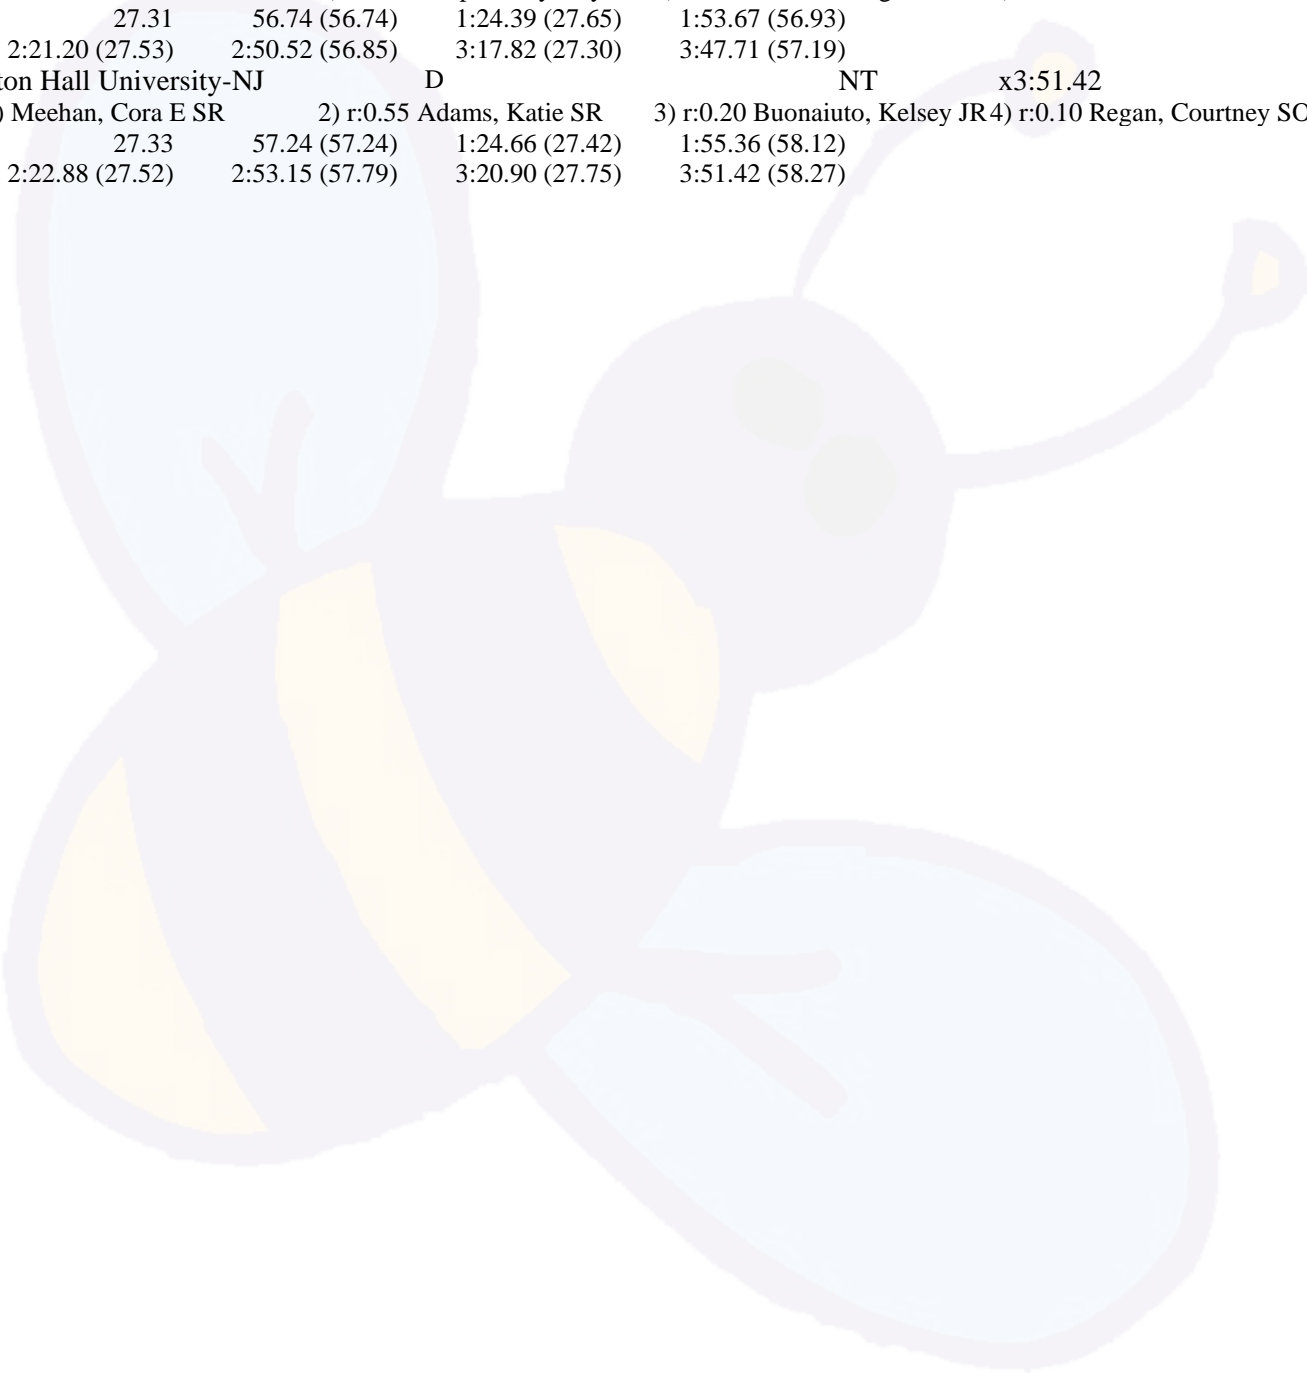 27.31 56.74 (56.74) 1:24.39 (27.65) 1:53.67 (56.93)
2:21.20 (27.53) 2:50.52 (56.85) 3:17.82 (27.30) 3:47.71 (57.19)
ton Hall University-NJ D NT x3:51.42
) Meehan, Cora E SR 2) r:0.55 Adams, Katie SR 3) r:0.20 Buonaiuto, Kelsey JR 4) r:0.10 Regan, Courtney SO
27.33 57.24 (57.24) 1:24.66 (27.42) 1:55.36 (58.12)
2:22.88 (27.52) 2:53.15 (57.79) 3:20.90 (27.75) 3:51.42 (58.27)